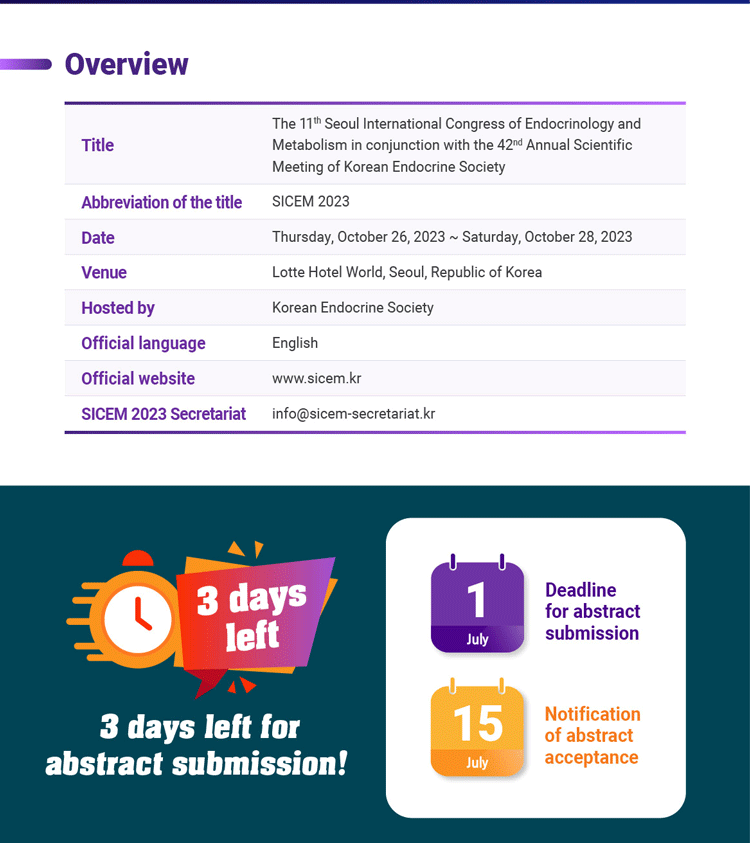 Overview
Title
The 11th Seoul International Congress of Endocrinology and
Metabolism in conjunction with the 42nd Annual Scientific
Meeting of Korean Endocrine Society
Abbreviation of the title SICEM 2023
Date Thursday, October 26, 2023 ~ Saturday, October 28, 2023
Venue Lotte Hotel World, Seoul, Republic of Korea
Hosted by Korean Endocrine Society
Official language English
Official website www.sicem.kr
SICEM 2023 Secretariat info@sicem-secretariat.kr
3 days
left
3 days left for
abstract submission!
1
July
Deadline
for abstract
submission
15
July
Notification
of abstract
acceptance